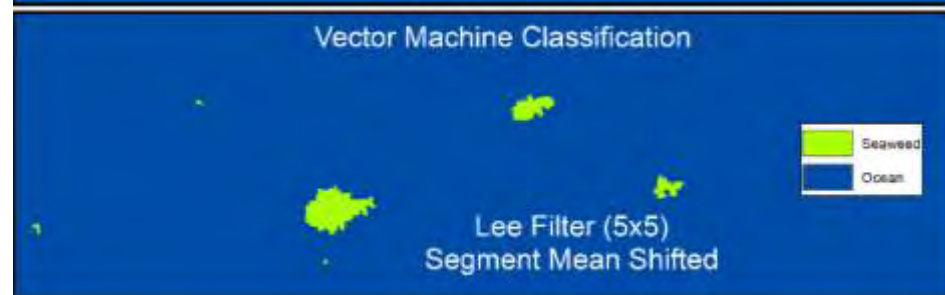 Vector Machine Classification
Seaweed
Ocean
Lee Filter (5x5)
Segment Mean Shifted